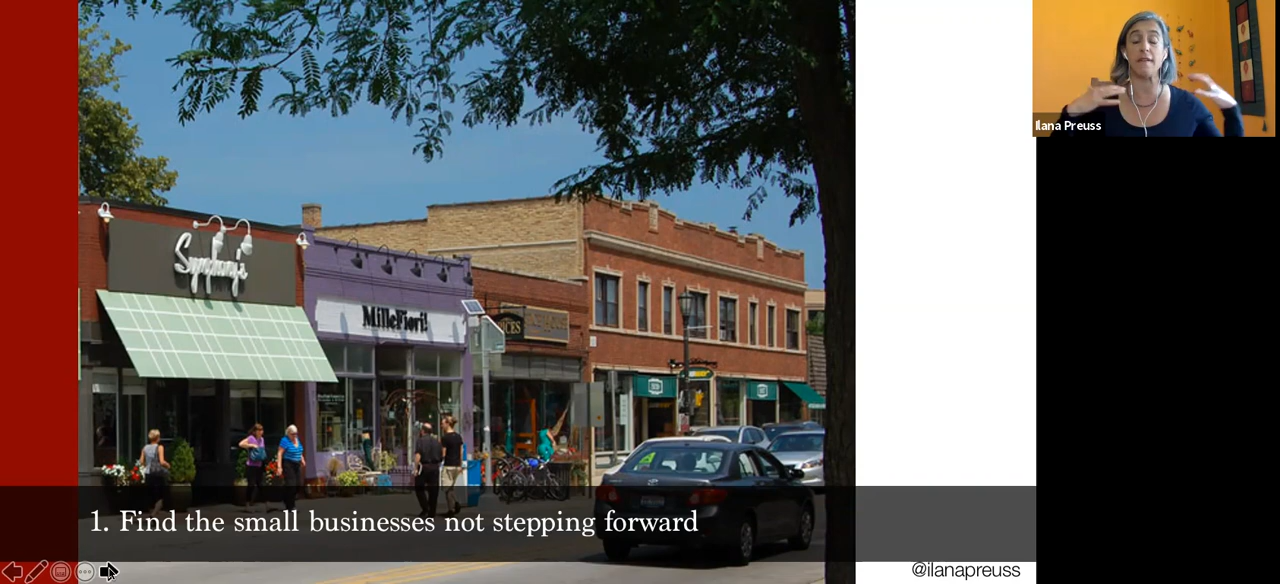 Symphony's
MilleFiori!
1. Find the small businesses not stepping forward
@ilanapreuss
Ilana Preuss